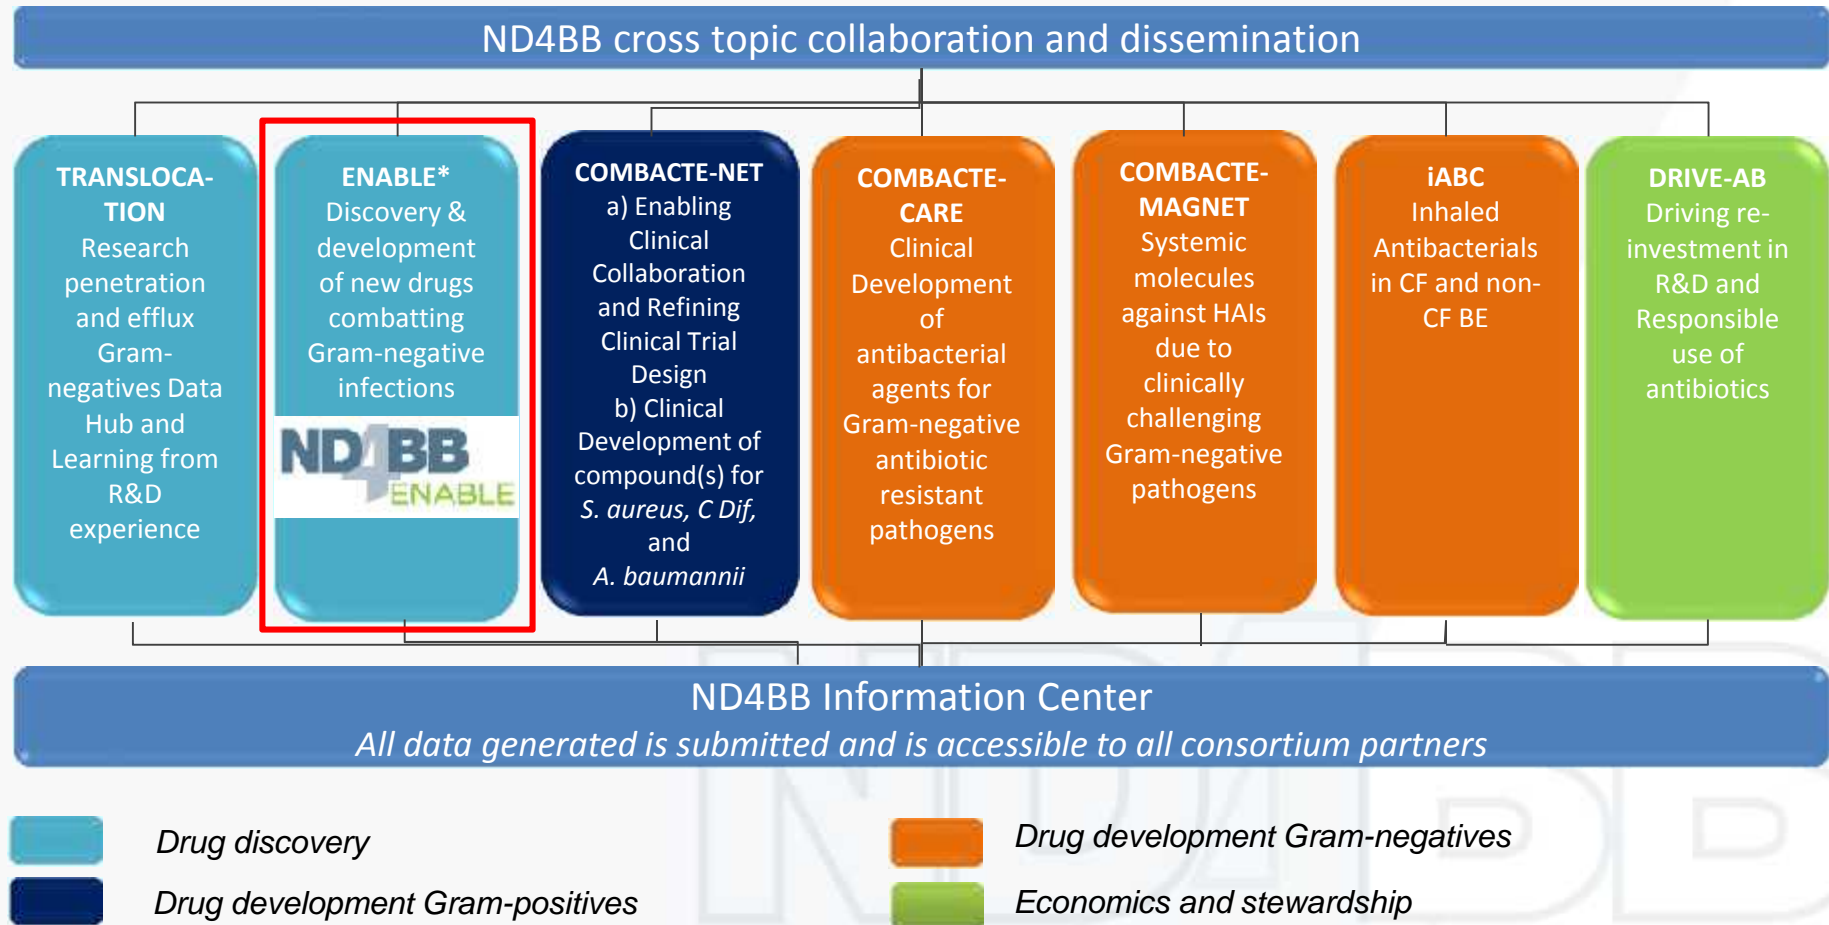 ND4BB cross topic collaboration and dissemination
TRANSLOCA-
TION
Research
penetration
and efflux
Gram-
negatives Data
Hub and
Learning from
R&D
experience
ENABLE*
Discovery &
development
of new drugs
combatting
Gram-negative
infections
ND4BB
ENABLE
COMBACTE-NET
a) Enabling
Clinical
Collaboration
and Refining
Clinical Trial
Design
b) Clinical
Development of
compound(s) for
S. aureus, C Dif,
and
A. baumannii
COMBACTE-
CARE
Clinical
Development
of
antibacterial
agents for
Gram-negative
antibiotic
resistant
pathogens
COMBACTE-
MAGNET
Systemic
molecules
against HAIs
due to
clinically
challenging
Gram-negative
pathogens
iABC
Inhaled
Antibacterials
in CF and non-
CF BE
DRIVE-AB
Driving re-
investment in
R&D and
Responsible
use of
antibiotics
ND4BB Information Center
All data generated is submitted and is accessible to all consortium partners
Drug discovery
Drug development Gram-positives
Drug development Gram-negatives
Economics and stewardship
ND4BB